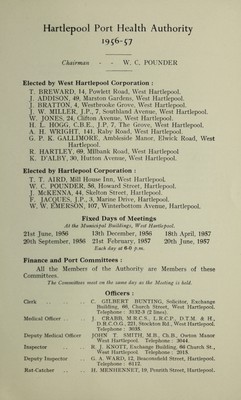 Hartlepool Port Health Authority
1956-57
Chairman - - W. C. POUNDER
Elected by West Hartlepool Corporation :
T. BREWARD, 14, Powlett Road, West Hartlepool.
J. ADDISON, 49, Marston Gardens, West Hartlepool.
J. BRATTON, 4, Westbrooke Grove, West Hartlepool.
J. W. MILLER, J.P., 7, Southland Avenue, West Hartlepool.
W. JONES, 24, Clifton Avenue, West Hartlepool.
H. L. HOGG, C.B.E., J.P., 7, The Grove, West Hartlepool.
A. H. WRIGHT, 141, Raby Road, West Hartlepool.
G. P. K. GALLIMORE, Ambleside Manor, Elwick Road, West
Hartlepool.
R. HARTLEY, 69, Milbank Road, West Hartlepool
K. D'ALBY, 30, Hutton Avenue, West Hartlepool.
Elected by Hartlepool Corporation :
T. T. AIRD, Mill House Inn, West Hartlepool.
W. C. POUNDER, 56, Howard Street, Hartlepool.
J. McKENNA, 44, Skelton Street, Hartlepool.
F. JACQUES, J.P., 3, Marine Drive, Hartlepool.
W. W. EMERSON, 107, Winterbottom Avenue, Hartlepool.
Fixed Days of Meetings
At the Municipal Buildings, West Hartlepool.
21st June, 1956 13th December, 1956 18th April, 1957
20th September, 1956 21st February, 1957 20th June, 1957
Each day at 8-0 p.m.
Finance and Port Committees :
All the Members of the Authority are Members of these
Committees.
The Committees meet on the same day as the Meeting is held.
Officers :
Clerk .. .. C. GILBERT BUNTING, Solicitor, Exchange
Building, 66, Church Street, West Hartlepool.
Telephone : 3132-3 (2 lines).
Medical Officer .. J. CRABB, M.R.C.S., L.R.C.P., D.T.M. & H.,
D.R.C.O.G., 221, Stockton Rd., West Hartlepool.
Telephone : 3035.
Deputy Medical Officer JOHN T. SMITH, M.B., Ch.B., Owton Manor
West Hartlepool. Telephone : 3044.
Inspector .. .. R. J. KNOTT, Exchange Building, 66 Church St.,
West Hartlepool Telephone : 2018.
Deputy Inspector .. G. A. WARD, 12, Beaconsfield Street, Hartlepool.
Telephone : 6112.
Rat-Catcher .. .. H. MENHENNET, 10, Fourth Street, Hartlepool.